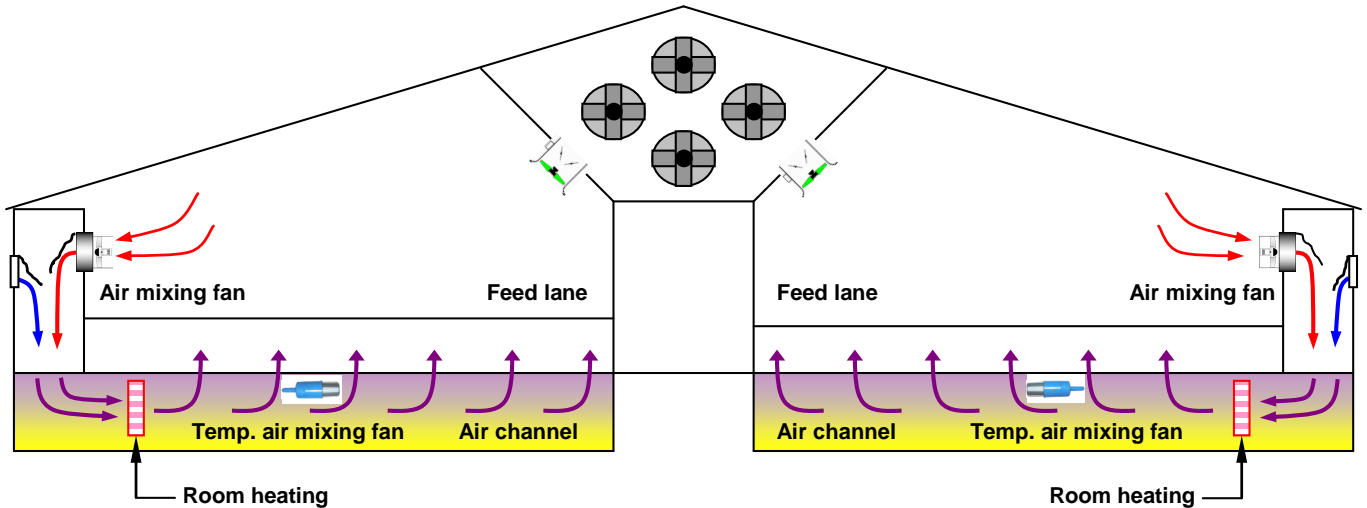 Air mixing fan
Feed lane
Feed lane
Air mixing fan
Temp. air mixing fan
Air channel
Air channel
Temp. air mixing fan
Room heating
Room heating